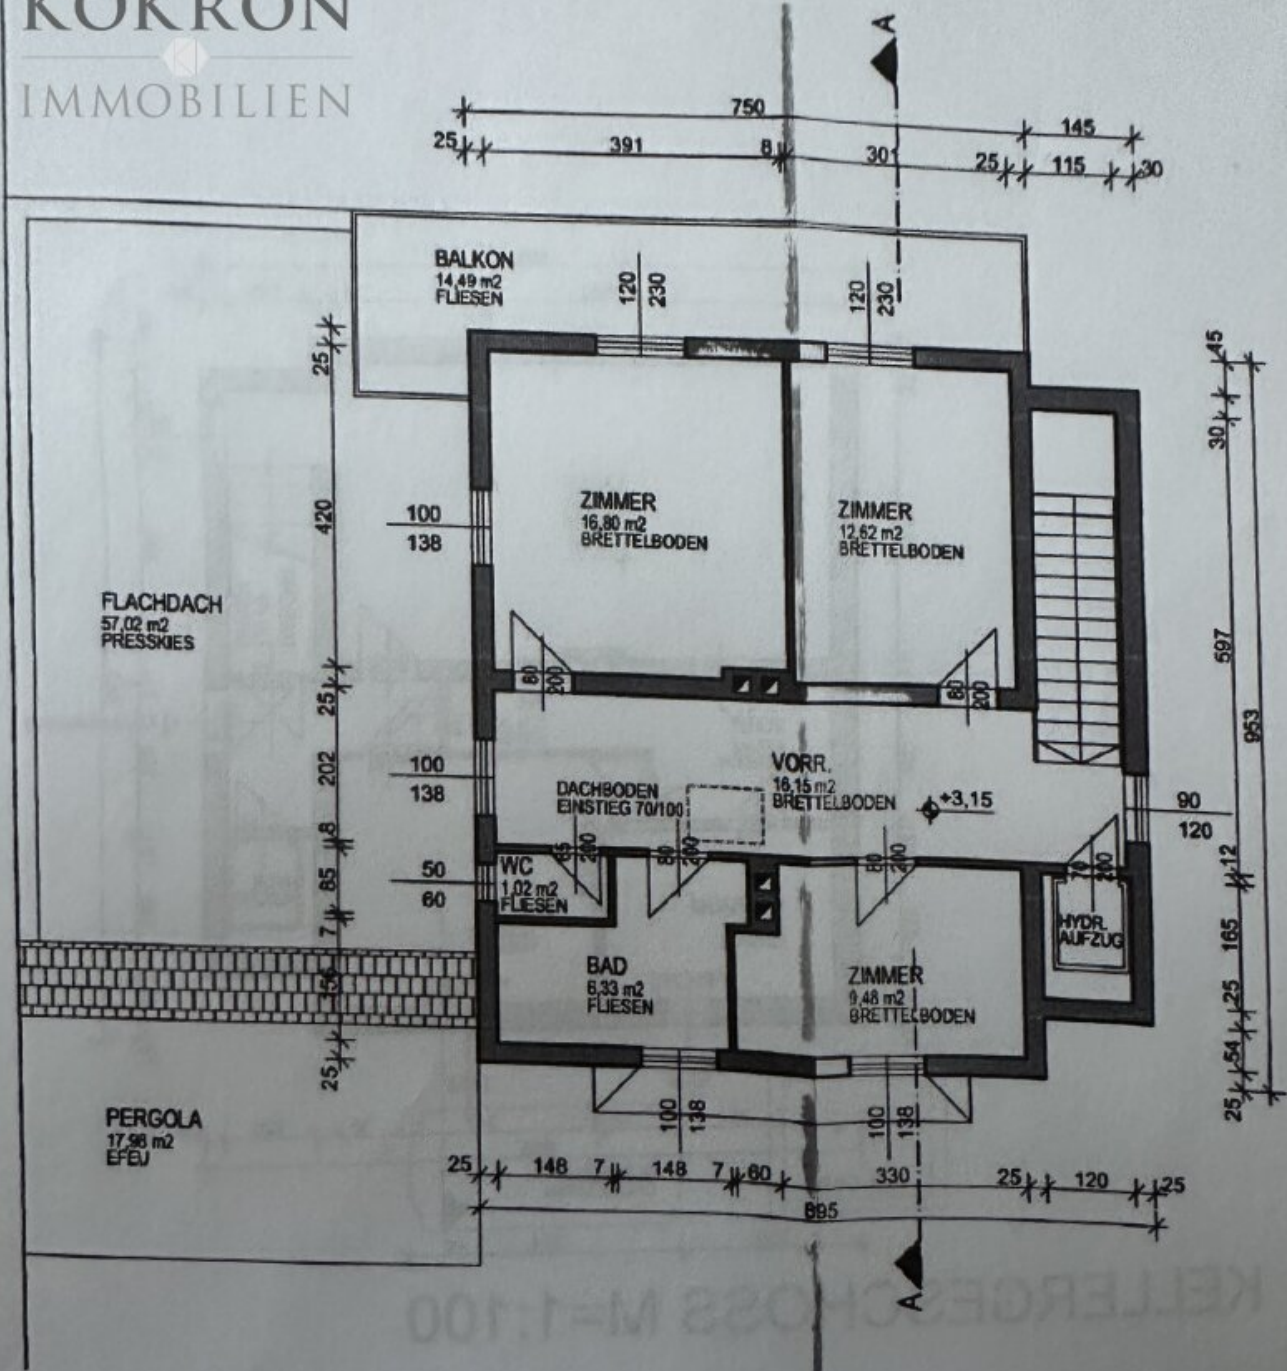 KOKRON
IMMOBILIEN
A
750
145
25
391
8
301
25
115
30
BALKON
14,49 m2
FLIESEN
120
230
120
230
25
45
30
ZIMMER
16,80 m2
BRETTELBODEN
ZIMMER
12,62 m2
BRETTELBODEN
100
138
420
FLACHDACH
57,02 m2
PRESSKIES
597
953
80
200
80
200
25
100
138
202
DACHBODEN
EINSTIEG 70/100
VORR.
16,15 m2
BRETTELBODEN
+3,15
90
120
8
65
200
80
200
80
200
70
200
12
50
60
85
WC
1,02 m2
FLIESEN
7
HYDR.
AUFZUG
165
BAD
6,33 m2
FLIESEN
ZIMMER
9,48 m2
BRETTELBODEN
156
25
54
25
25
PERGOLA
17,98 m2
EFEU
100
138
100
138
25
148
7
148
7
60
330
25
120
25
895
A
KELLERGESCHOSS M=1:100